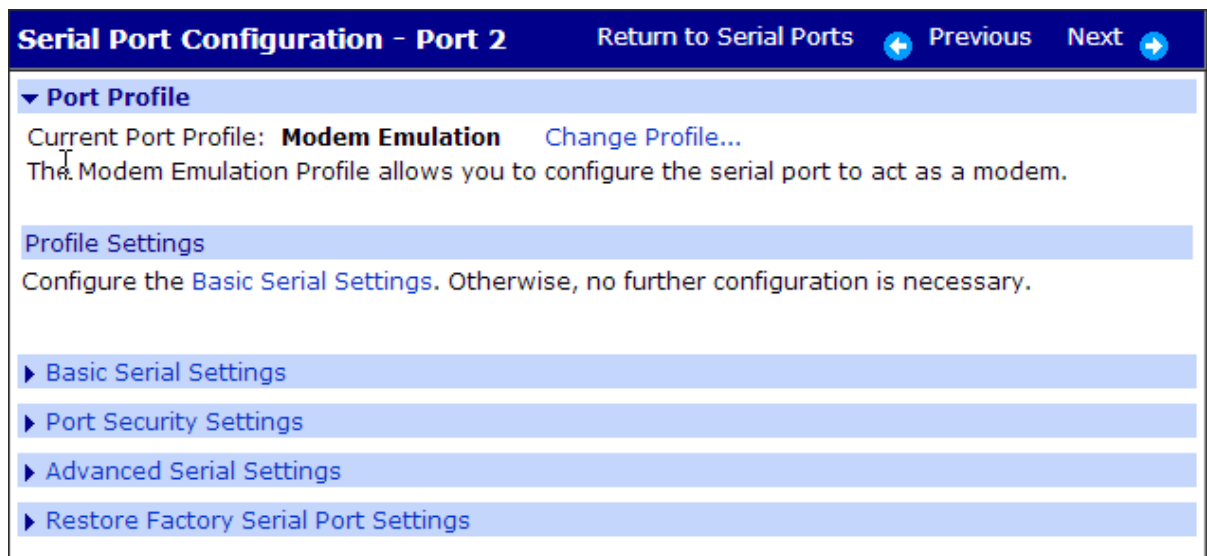 Serial Port Configuration - Port 2 Return to Serial Ports Previous Next
Port Profile
Current Port Profile: Modem Emulation Change Profile...
The Modem Emulation Profile allows you to configure the serial port to act as a modem.
Profile Settings
Configure the Basic Serial Settings. Otherwise, no further configuration is necessary.
Basic Serial Settings
Port Security Settings
Advanced Serial Settings
Restore Factory Serial Port Settings